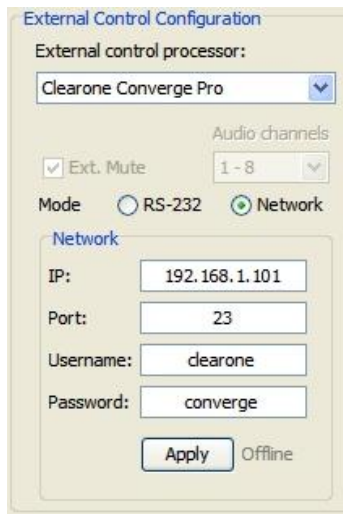 External Control Configuration
External control processor:
Clearone Converge Pro
Audio channels
Ext. Mute 1 - 8
Mode RS-232 Network
Network
IP: 192.168.1.101
Port: 23
Username: clearone
Password: converge
Apply Offline